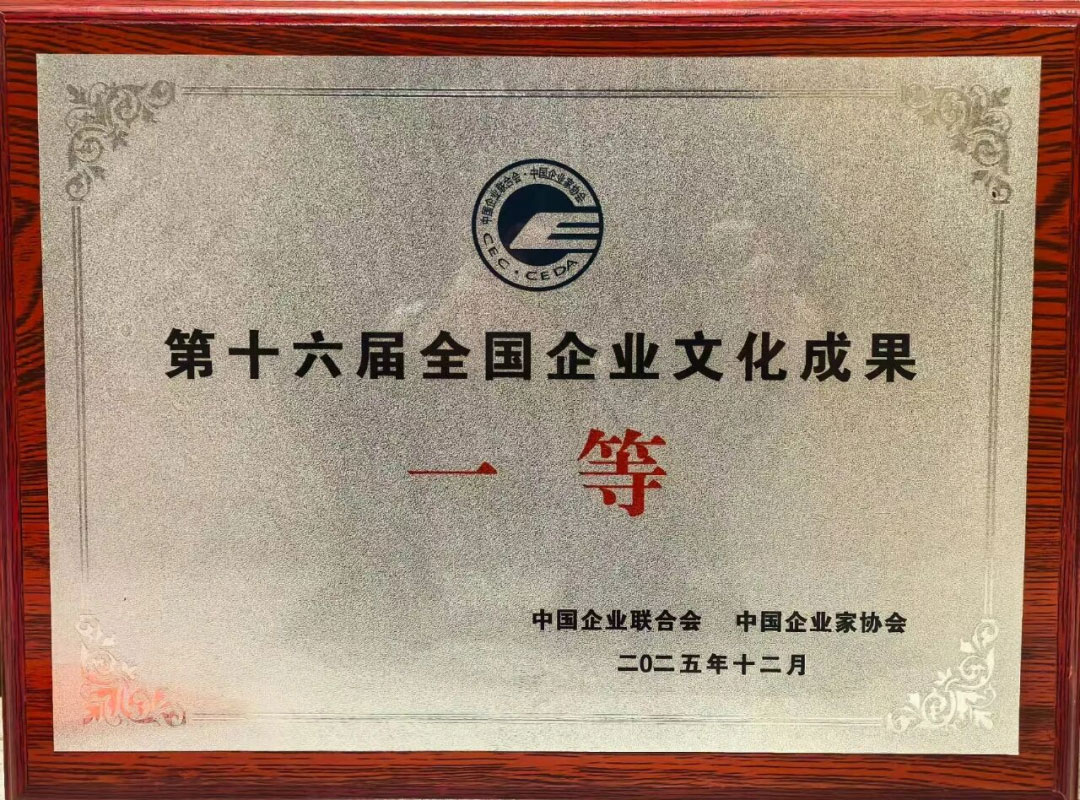 中国企业联合会·中国企业家协会
CEC·CEDA
第十六届全国企业文化成果
一等
中国企业联合会 中国企业家协会
二0二五年十二月